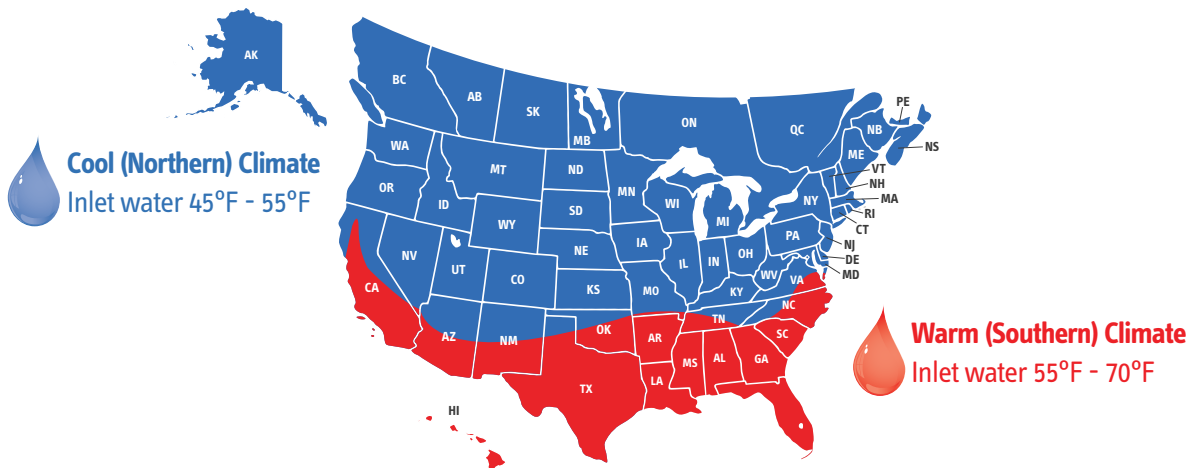 AK
BC
AB
SK
MB
ON
QC
PE
NB
NS
ME
VT
NH
MA
RI
CT
NJ
DE
MD
Cool (Northern) Climate
Inlet water 45°F - 55°F
WA
MT
ND
MN
OR
ID
WY
SD
WI
MI
NY
PA
NV
UT
CO
NE
IA
IL
IN
OH
WV
VA
CA
KS
MO
KY
NC
AZ
NM
OK
AR
TN
SC
TX
LA
MS
AL
GA
HI
Warm (Southern) Climate
Inlet water 55°F - 70°F